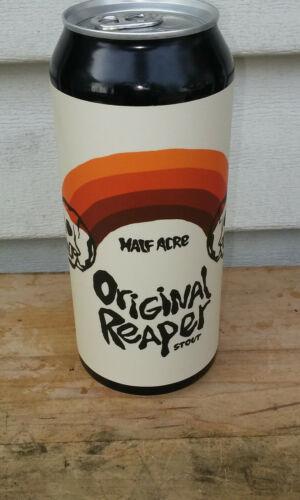 HALF ACRE
Original
Reaper
STOUT